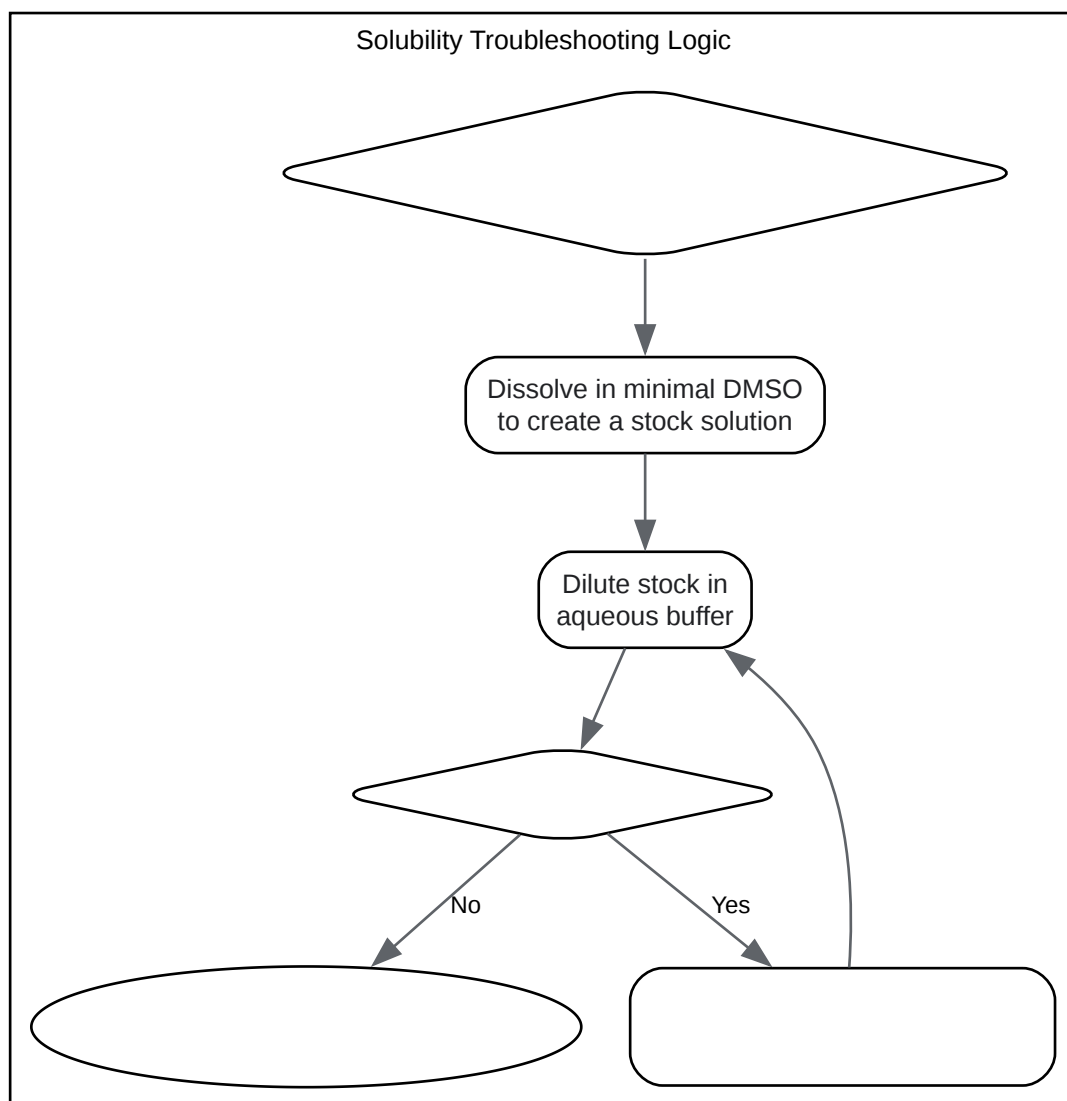 Solubility Troubleshooting Logic
Dissolve in minimal DMSO
to create a stock solution
Dilute stock in
aqueous buffer
No
Yes